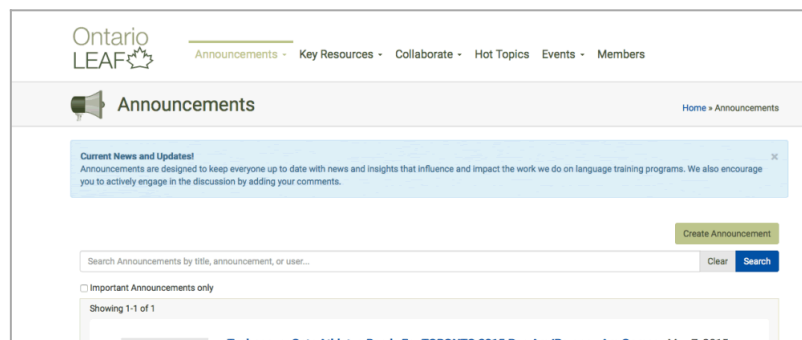 Ontario
LEAF
Announcements
Key Resources
Collaborate
Hot Topics
Events
Members
Announcements
Home » Announcements
Current News and Updates!
×
Announcements are designed to keep everyone up to date with news and insights that influence and impact the work we do on language training programs. We also encourage
you to actively engage in the discussion by adding your comments.
Create Announcement
Search Announcements by title, announcement, or user...
Clear
Search
Important Announcements only
Showing 1-1 of 1